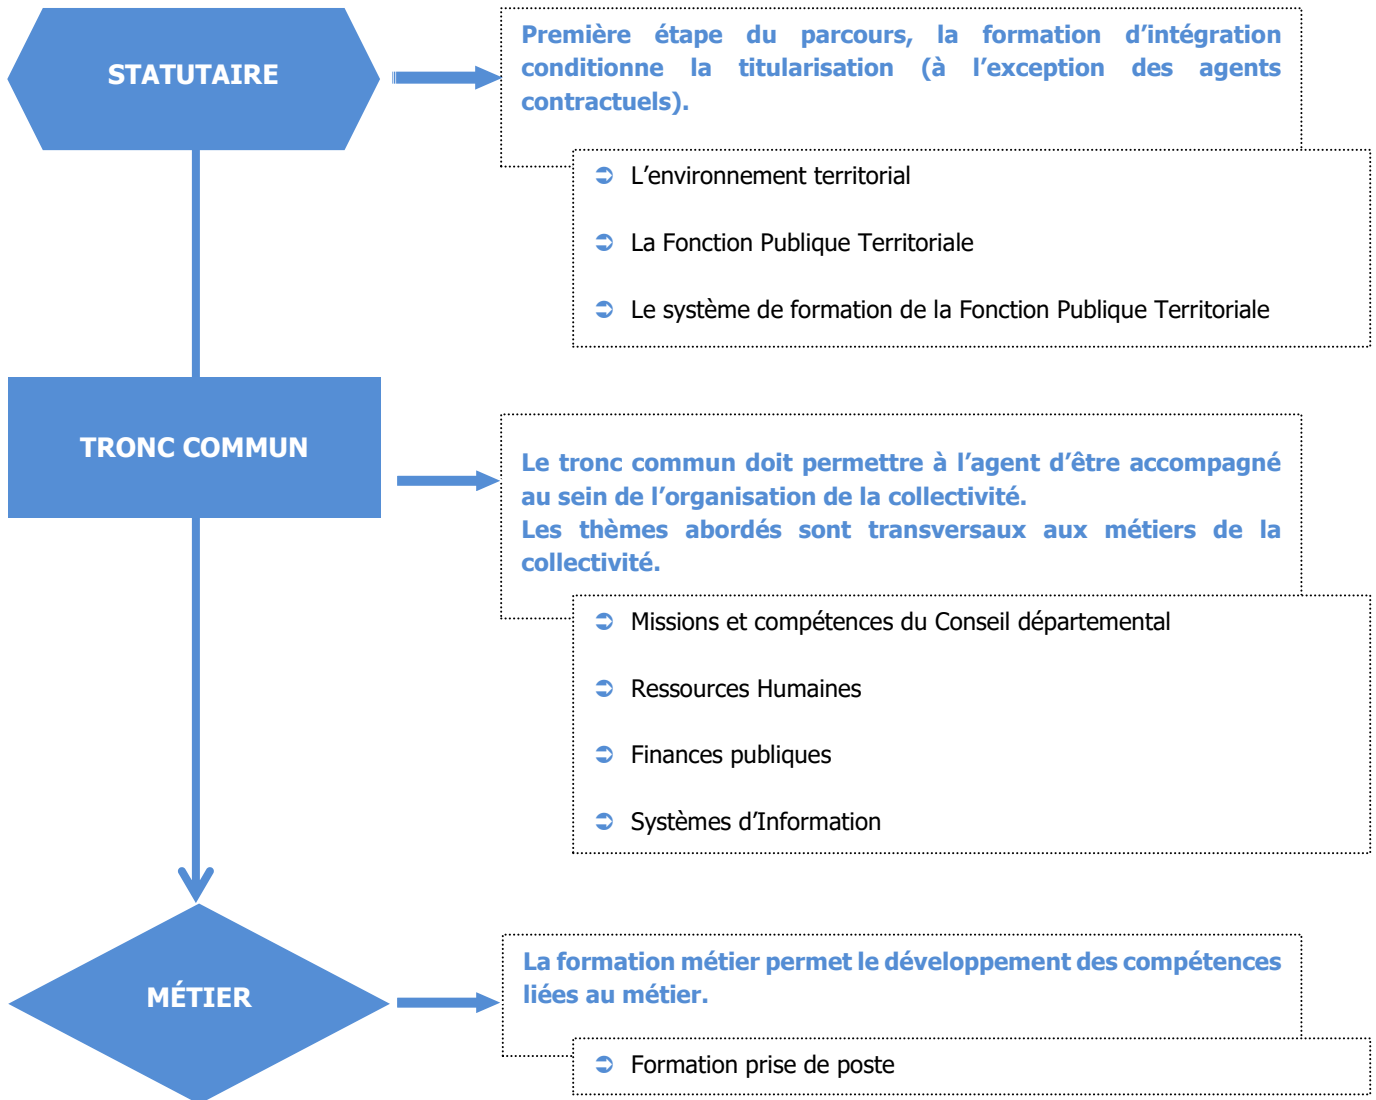 STATUTAIRE
Première étape du parcours, la formation d’intégration
conditionne la titularisation (à l’exception des agents
contractuels).
L’environnement territorial
La Fonction Publique Territoriale
Le système de formation de la Fonction Publique Territoriale
TRONC COMMUN
Le tronc commun doit permettre à l’agent d’être accompagné
au sein de l’organisation de la collectivité.
Les thèmes abordés sont transversaux aux métiers de la
collectivité.
Missions et compétences du Conseil départemental
Ressources Humaines
Finances publiques
Systèmes d’Information
MÉTIER
La formation métier permet le développement des compétences
liées au métier.
Formation prise de poste